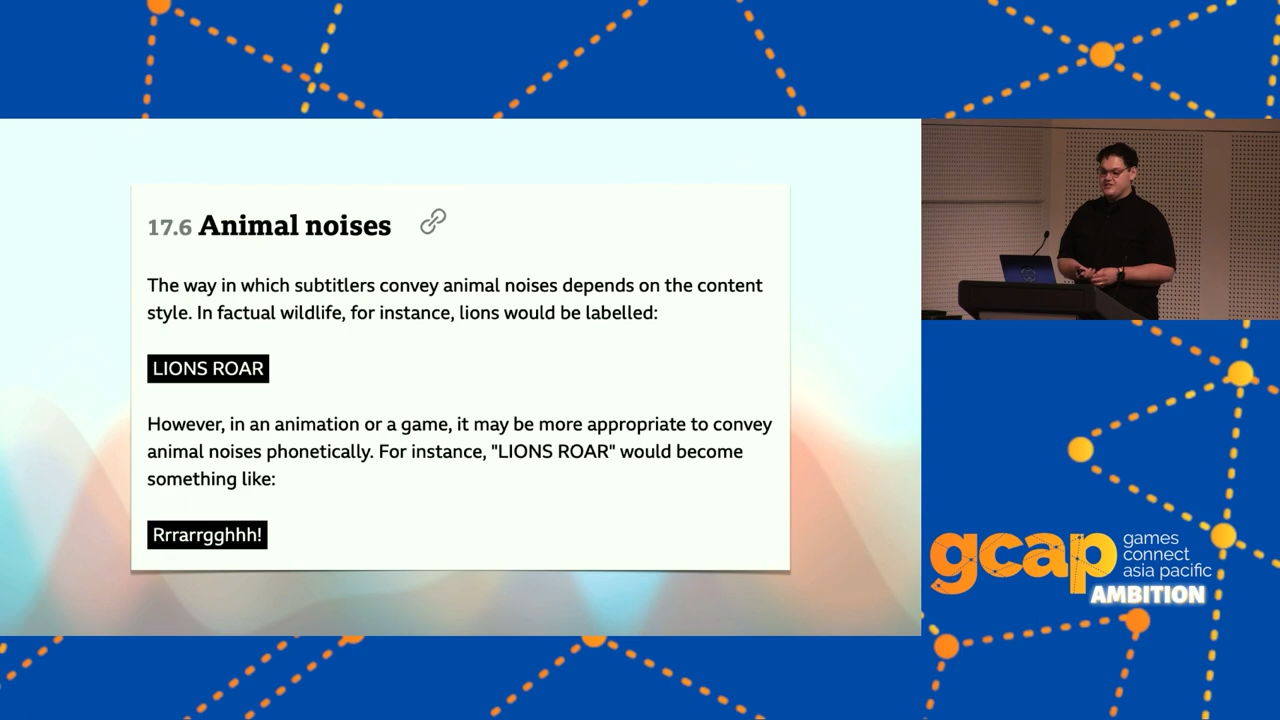 17.6 Animal noises
The way in which subtitlers convey animal noises depends on the content
style. In factual wildlife, for instance, lions would be labelled:
LIONS ROAR
However, in an animation or a game, it may be more appropriate to convey
animal noises phonetically. For instance, "LIONS ROAR" would become
something like:
Rrrarrgghhh!
gcap
games
connect
asia pacific
AMBITION